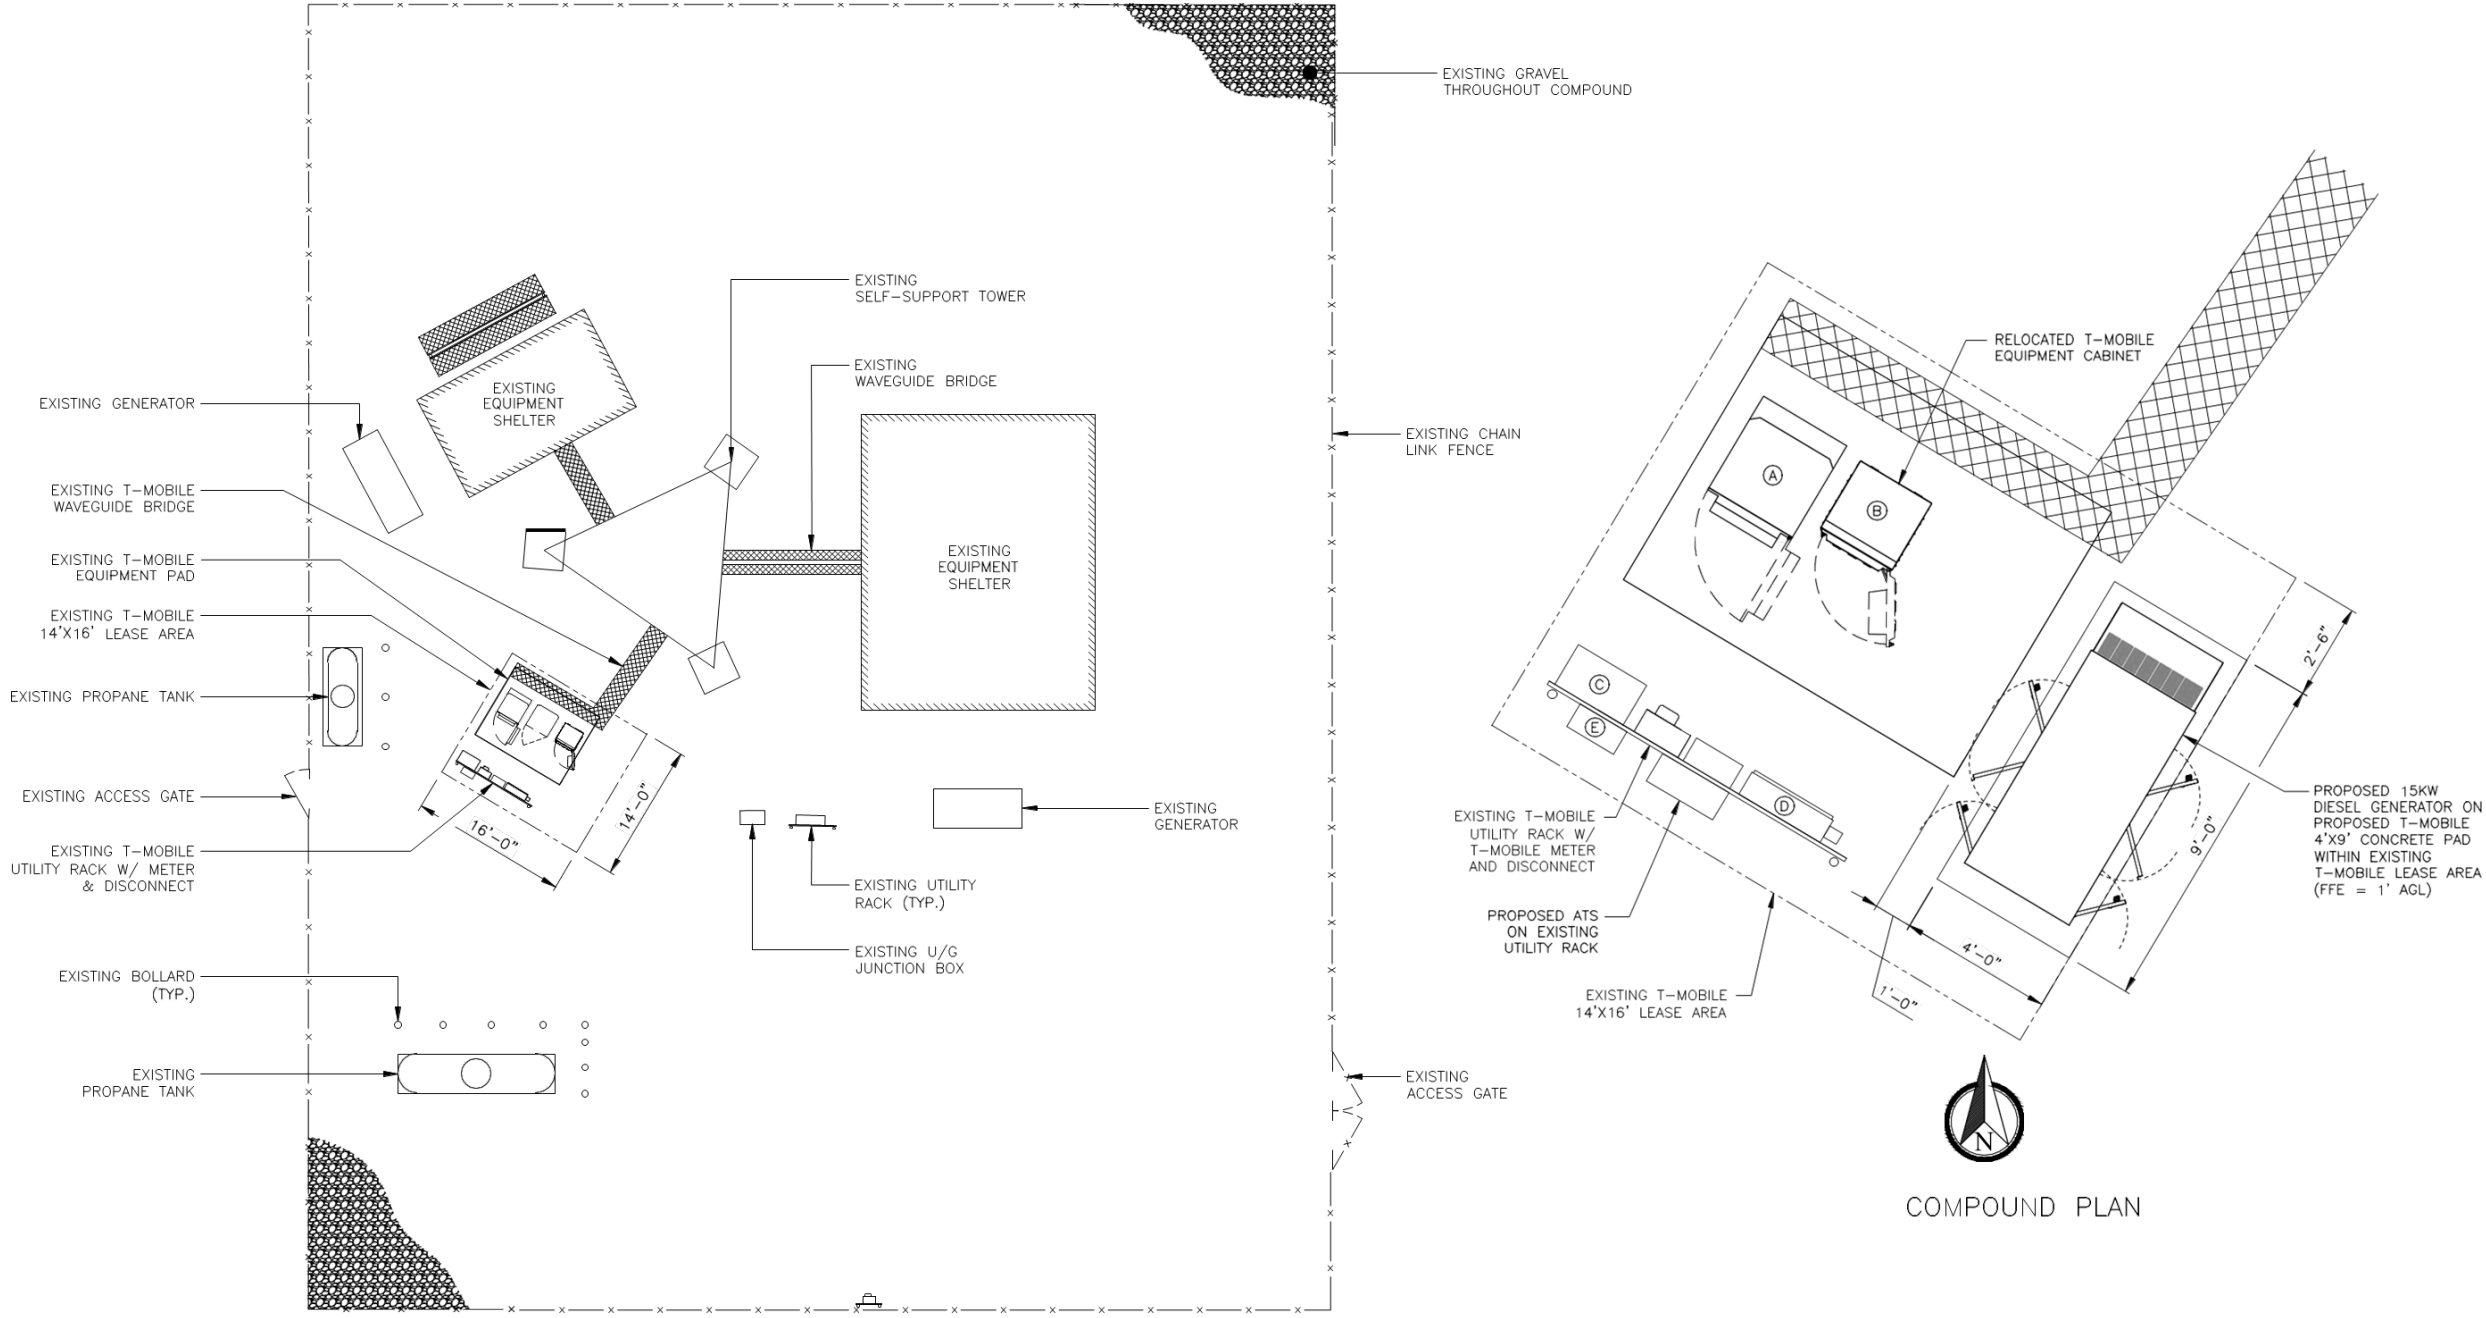 EXISTING GRAVEL
THROUGHOUT COMPOUND
EXISTING
SELF-SUPPORT TOWER
EXISTING
WAVEGUIDE BRIDGE
EXISTING
EQUIPMENT
SHELTER
EXISTING GENERATOR
EXISTING T-MOBILE
WAVEGUIDE BRIDGE
EXISTING T-MOBILE
EQUIPMENT PAD
EXISTING T-MOBILE
14'X16' LEASE AREA
EXISTING PROPANE TANK
EXISTING ACCESS GATE
EXISTING T-MOBILE
UTILITY RACK W/ METER
& DISCONNECT
EXISTING BOLLARD
(TYP.)
EXISTING
PROPANE TANK
16'-0"
14'-0"
EXISTING
EQUIPMENT
SHELTER
EXISTING
GENERATOR
EXISTING UTILITY
RACK (TYP.)
EXISTING U/G
JUNCTION BOX
EXISTING CHAIN
LINK FENCE
EXISTING
ACCESS GATE
RELOCATED T-MOBILE
EQUIPMENT CABINET
A
B
C
E
D
2'-6"
9'-0"
4'-0"
1'-0"
PROPOSED 15KW
DIESEL GENERATOR ON
PROPOSED T-MOBILE
4'X9' CONCRETE PAD
WITHIN EXISTING
T-MOBILE LEASE AREA
(FFE = 1' AGL)
EXISTING T-MOBILE
UTILITY RACK W/
T-MOBILE METER
AND DISCONNECT
PROPOSED ATS
ON EXISTING
UTILITY RACK
EXISTING T-MOBILE
14'X16' LEASE AREA
N
COMPOUND PLAN